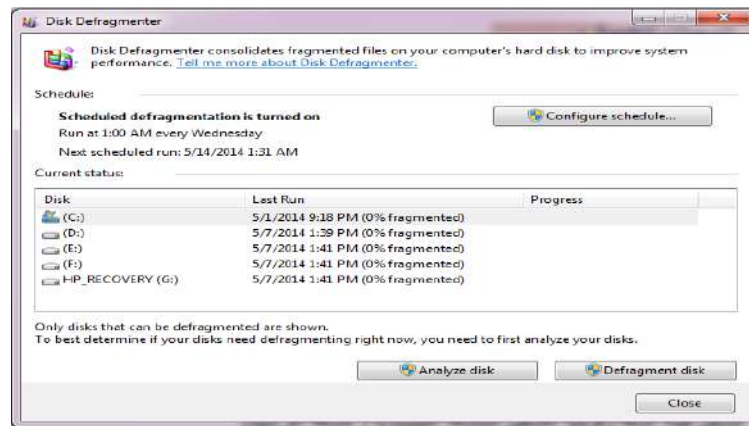 Disk Defragmenter
Disk Defragmenter consolidates fragmented files on your computer's hard disk to improve system
performance. Tell me more about Disk Defragmenter.
Schedule:
Scheduled defragmentation is turned on
Configure schedule...
Run at 1:00 AM every Wednesday
Next scheduled run: 5/14/2014 1:31 AM
Current status:
Disk Last Run Progress
(C:) 5/1/2014 9:18 PM (0% fragmented)
(D:) 5/7/2014 1:39 PM (0% fragmented)
(E:) 5/7/2014 1:41 PM (0% fragmented)
(F:) 5/7/2014 1:41 PM (0% fragmented)
HP_RECOVERY (G:) 5/7/2014 1:41 PM (0% fragmented)
Only disks that can be defragmented are shown.
To best determine if your disks need defragmenting right now, you need to first analyze your disks.
Analyze disk Defragment disk
Close